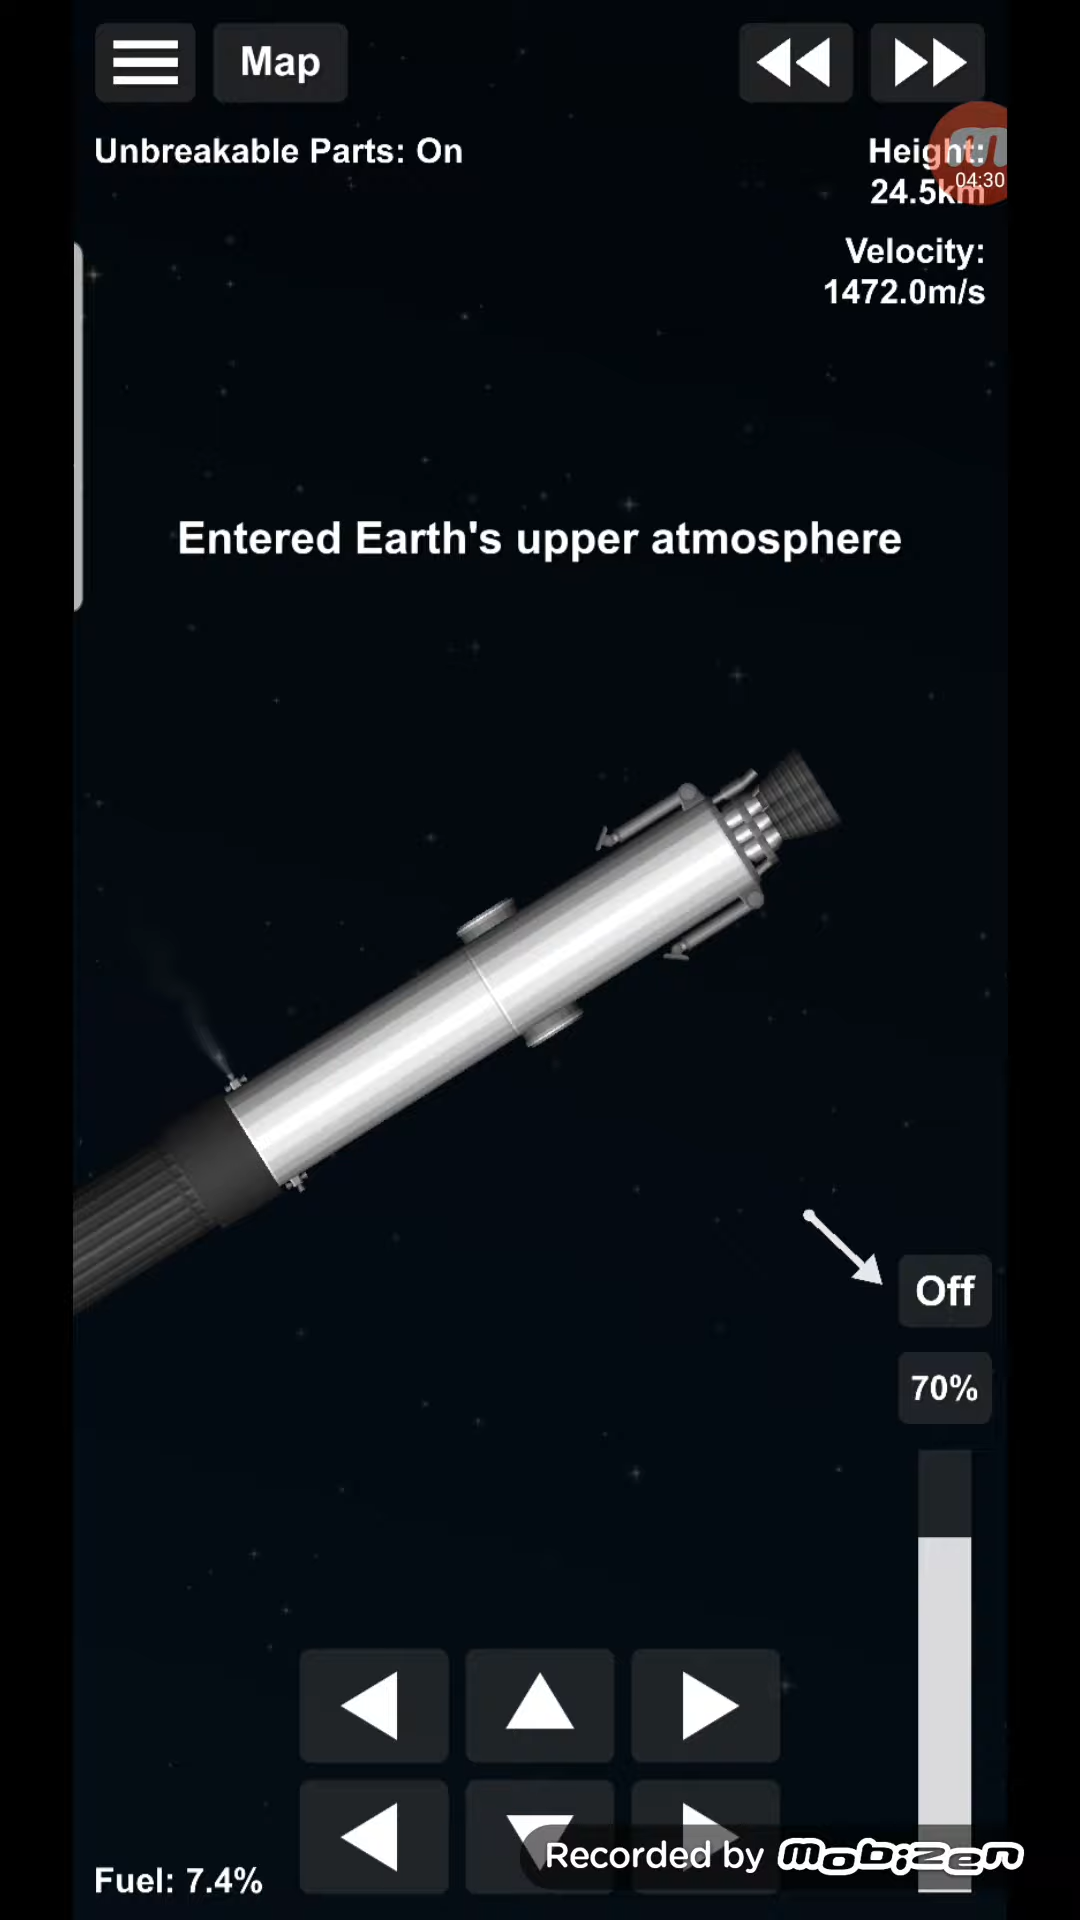 Map
Unbreakable Parts: On
Height:
04:30
24.5km
Velocity:
1472.0m/s
Entered Earth's upper atmosphere
Off
70%
Recorded by mobizen
Fuel: 7.4%